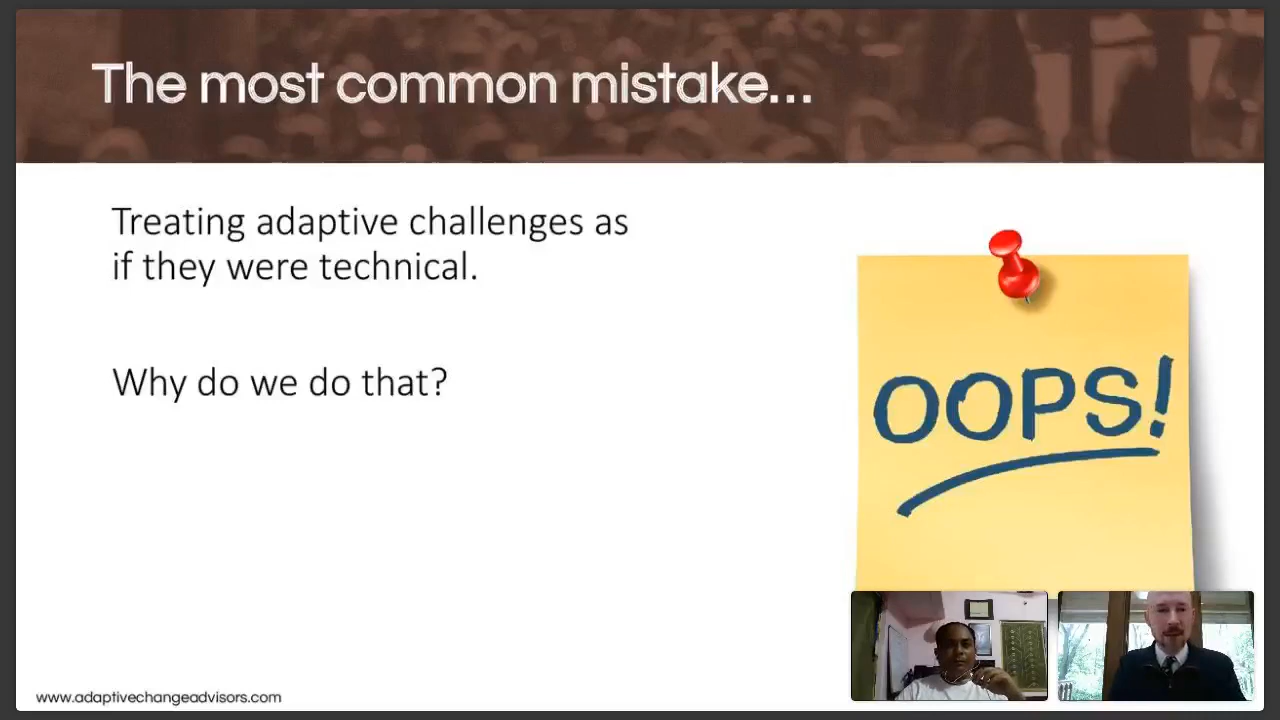 The most common mistake...
Treating adaptive challenges as
if they were technical.
Why do we do that?
OOPS!
www.adaptivechangeadvisors.com